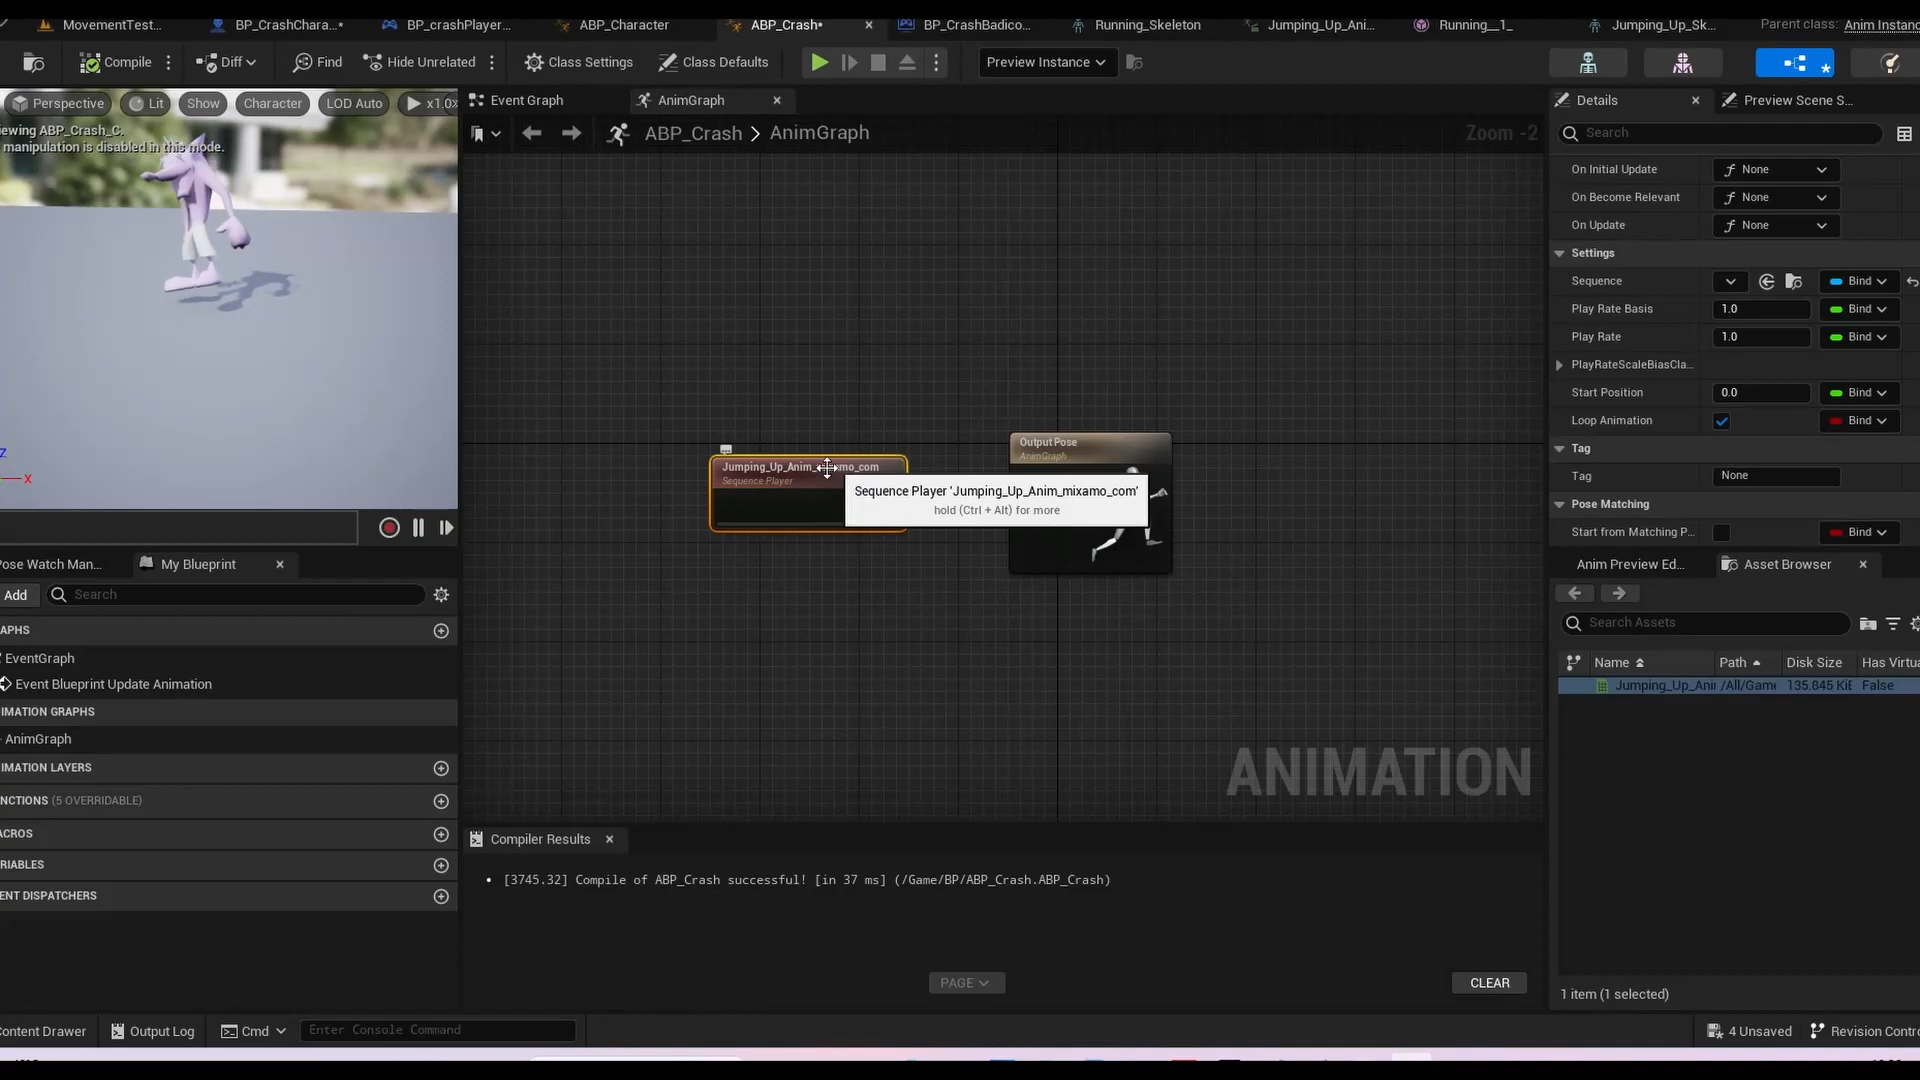 MovementTest...
BP_CrashChara...*
BP_crashPlayer...
ABP_Character
ABP_Crash*
BP_CrashBadico...
Running_Skeleton
Jumping_Up_Ani...
Running__1_
Jumping_Up_Sk...
Parent class: Anim Instanc
Compile
Diff
Find
Hide Unrelated
Class Settings
Class Defaults
Preview Instance
Perspective
Lit
Show
Character
LOD Auto
x1.0
iewing ABP_Crash_C.
manipulation is disabled in this mode.
Z
X
Event Graph
AnimGraph
ABP_Crash > AnimGraph
Zoom -2
Jumping_Up_Anim_mixamo_com
Sequence Player
Sequence Player 'Jumping_Up_Anim_mixamo_com'
hold (Ctrl + Alt) for more
Output Pose
AnimGraph
ANIMATION
Pose Watch Man...
My Blueprint
Add
Search
APHS
EventGraph
Event Blueprint Update Animation
IMATION GRAPHS
AnimGraph
IMATION LAYERS
NCTIONS (5 OVERRIDABLE)
ACROS
RIABLES
ENT DISPATCHERS
Compiler Results
[3745.32] Compile of ABP_Crash successful! [in 37 ms] (/Game/BP/ABP_Crash.ABP_Crash)
PAGE
CLEAR
Details
Preview Scene S...
Search
On Initial Update
None
On Become Relevant
None
On Update
None
Settings
Sequence
Bind
Play Rate Basis
1.0
Bind
Play Rate
1.0
Bind
PlayRateScaleBiasCla...
Start Position
0.0
Bind
Loop Animation
Bind
Tag
Tag
None
Pose Matching
Start from Matching P...
Bind
Anim Preview Ed...
Asset Browser
Search Assets
Name
Path
Disk Size
Has Virtu
Jumping_Up_Ani
/All/Game
135.845 KiB
False
1 item (1 selected)
ontent Drawer
Output Log
Cmd
Enter Console Command
4 Unsaved
Revision Contro